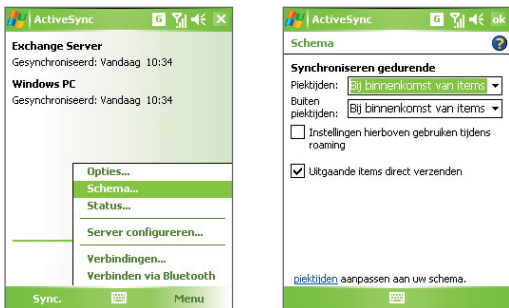 ActiveSync G
Exchange Server
Gesynchroniseerd: Vandaag 10:34
Windows PC
Gesynchroniseerd: Vandaag 10:34
Opties...
Schema...
Status...
Server configureren...
Verbindingen...
Verbinden via Bluetooth
Sync. Menu
ActiveSync G ok
Schema ?
Synchroniseren gedurende
Piektijden: Bij binnenkomst van items
Buiten
piektijden: Bij binnenkomst van items
Instellingen hierboven gebruiken tijdens
roaming
Uitgaande items direct verzenden
piektijden aanpassen aan uw schema.